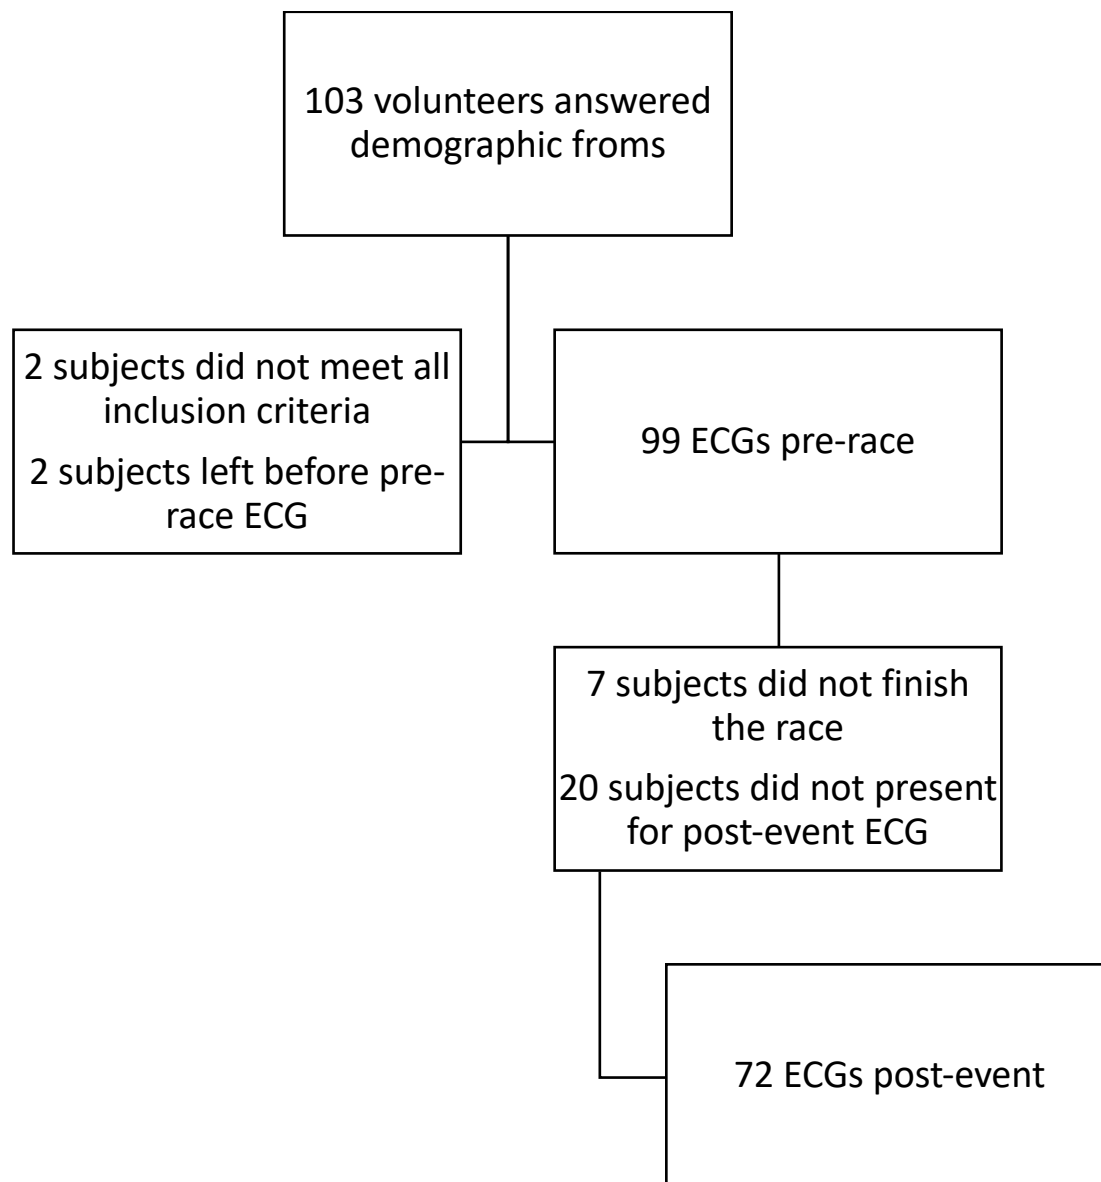 103 volunteers answered
demographic froms
2 subjects did not meet all
inclusion criteria
2 subjects left before pre-
race ECG
99 ECGs pre-race
7 subjects did not finish
the race
20 subjects did not present
for post-event ECG
72 ECGs post-event